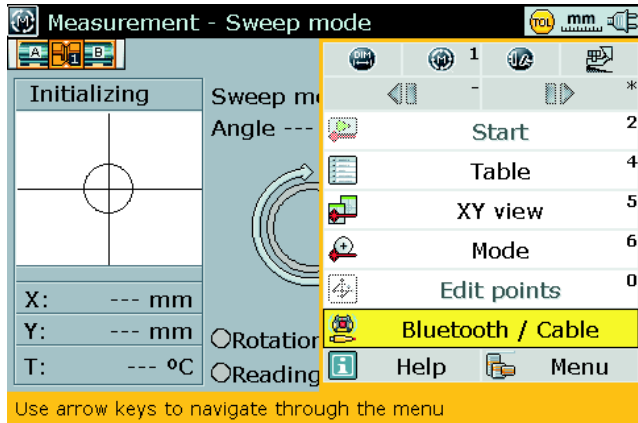 Measurement - Sweep mode
TOL mm
A 1 B
DIM 1
Initializing
Sweep m
- *
Angle ---
Start 2
Table 4
XY view 5
Mode 6
Edit points 0
X: --- mm
Y: --- mm
T: --- ºC
Rotation
Reading
Bluetooth / Cable
Help Menu
Use arrow keys to navigate through the menu